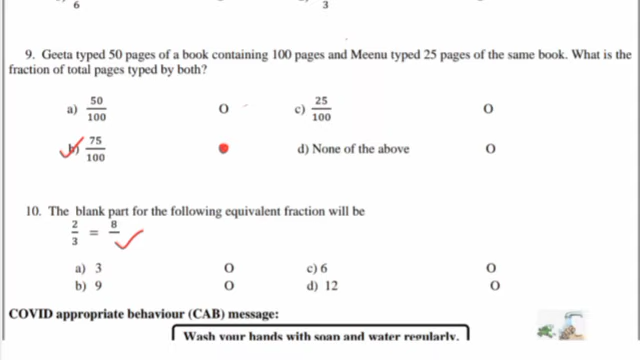 6 3
9. Geeta typed 50 pages of a book containing 100 pages and Meenu typed 25 pages of the same book. What is the
fraction of total pages typed by both?
a) 50/100 O c) 25/100 O
b) 75/100 d) None of the above O
10. The blank part for the following equivalent fraction will be
2/3 = 8/
a) 3 O c) 6 O
b) 9 O d) 12 O
COVID appropriate behaviour (CAB) message:
Wash your hands with soap and water regularly.